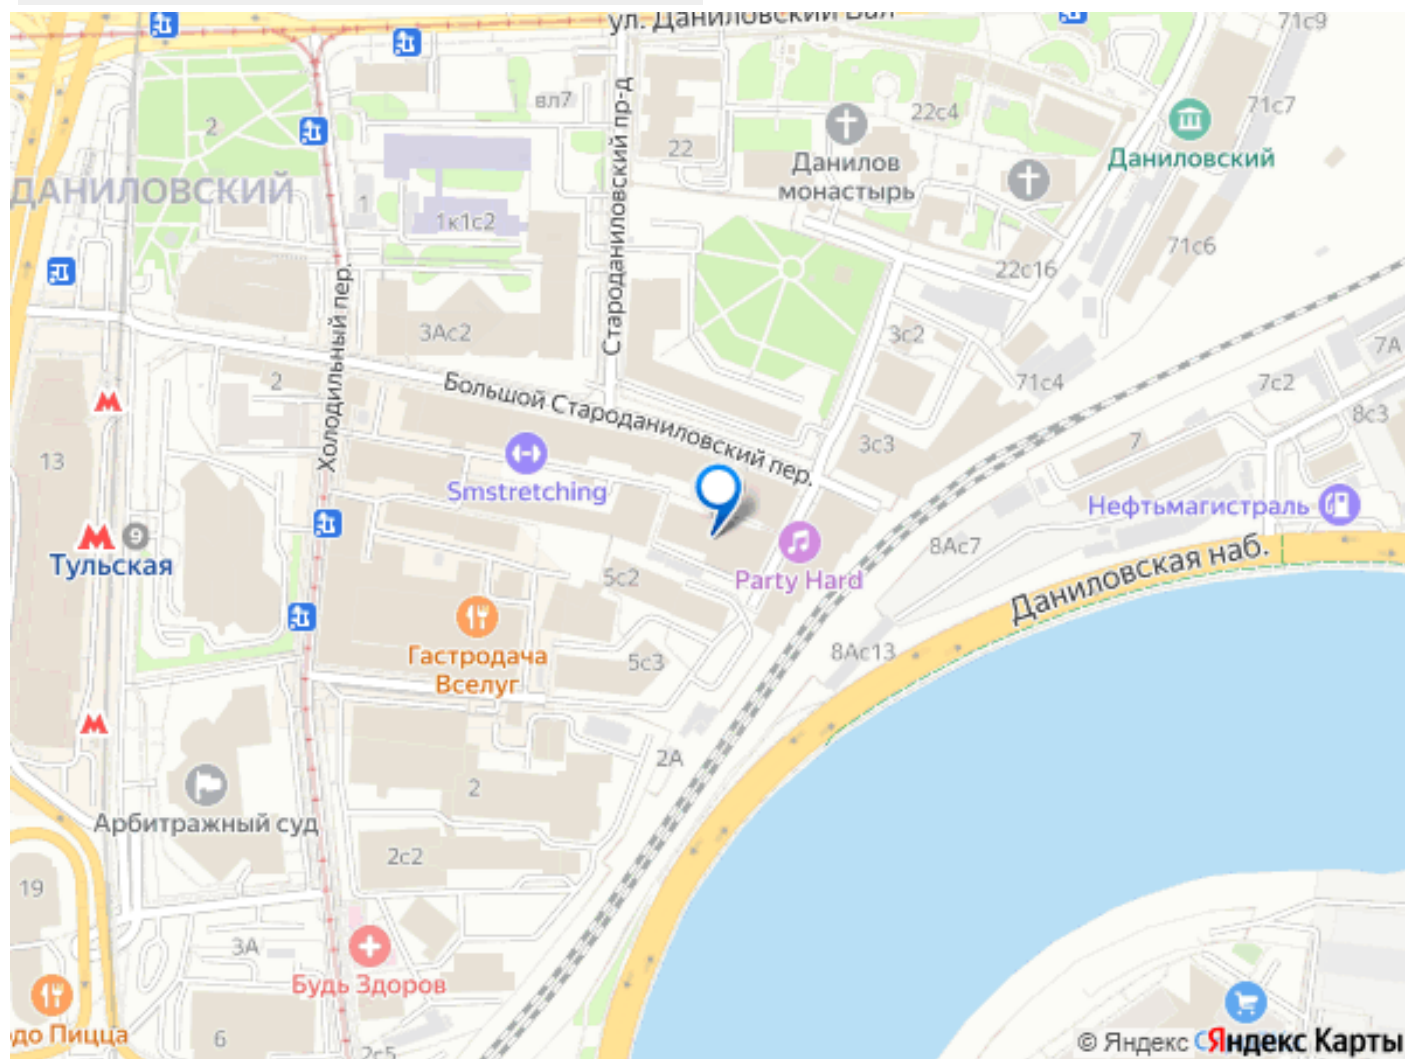 ул. Даниловский Вал
71с9
вл7
2
22с4
71с7
22
Данилов
монастырь
Даниловский
ДАНИЛОВСКИЙ
1
1к1с2
Староданиловский пр-д
71с6
22с16
Холодильный пер.
3Ас2
3с2
7А
2
Большой Староданиловский пер.
71с4
7с2
8с3
13
3с3
7
Smstretching
Нефтьмагистраль
9
Тульская
8Ас7
5с2
Party Hard
Даниловская наб.
Гастродача
Вселуг
5с3
8Ас13
2А
2
Арбитражный суд
2с2
19
3А
Будь Здоров
до Пицца
6
2с5
© Яндекс
Яндекс Карты